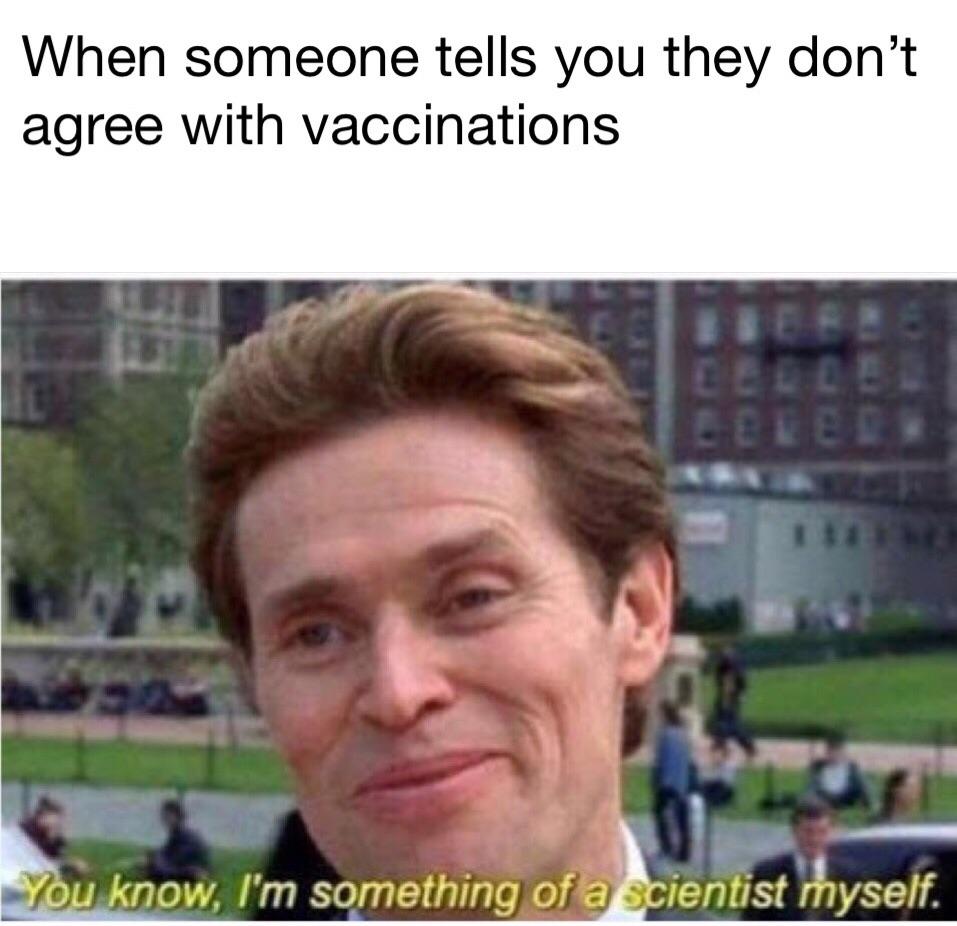 When someone tells you they don’t
agree with vaccinations
You know, I'm something of a scientist myself.